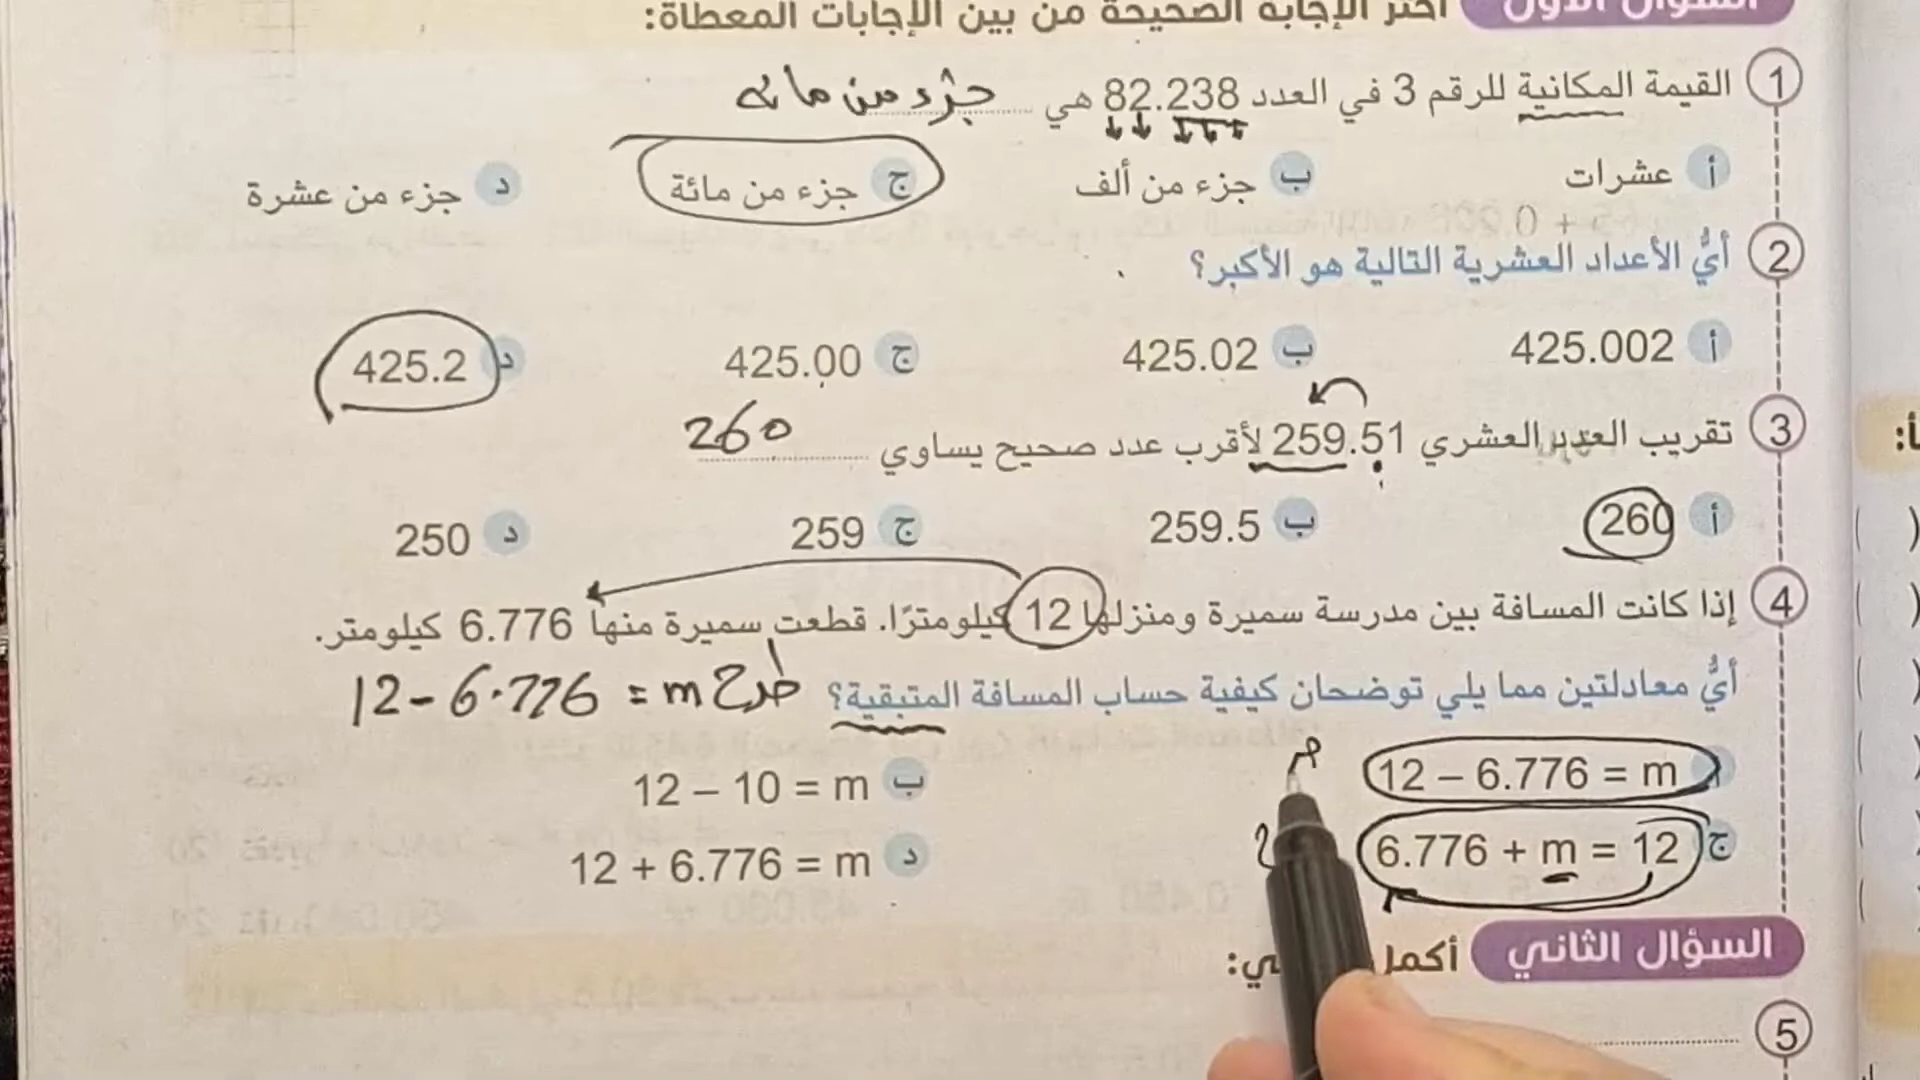 السؤال الأول اختر الإجابة الصحيحة من بين الإجابات المعطاة:
1 القيمة المكانية للرقم 3 في العدد 82.238 هي جزء من مائة
أ عشرات ب جزء من ألف ج جزء من مائة د جزء من عشرة
2 أيُّ الأعداد العشرية التالية هو الأكبر؟
أ 425.002 ب 425.02 ج 425.00 د 425.2
3 تقريب العدد العشري 259.51 لأقرب عدد صحيح يساوي 260
أ 260 ب 259.5 ج 259 د 250
4 إذا كانت المسافة بين مدرسة سميرة ومنزلها 12 كيلومترًا. قطعت سميرة منها 6.776 كيلومتر.
أيُّ معادلتين مما يلي توضحان كيفية حساب المسافة المتبقية؟ طرح 12 - 6.776 = m
أ 12 – 6.776 = m ب 12 – 10 = m
ج 6.776 + m = 12 د 12 + 6.776 = m
السؤال الثاني أكمل
5